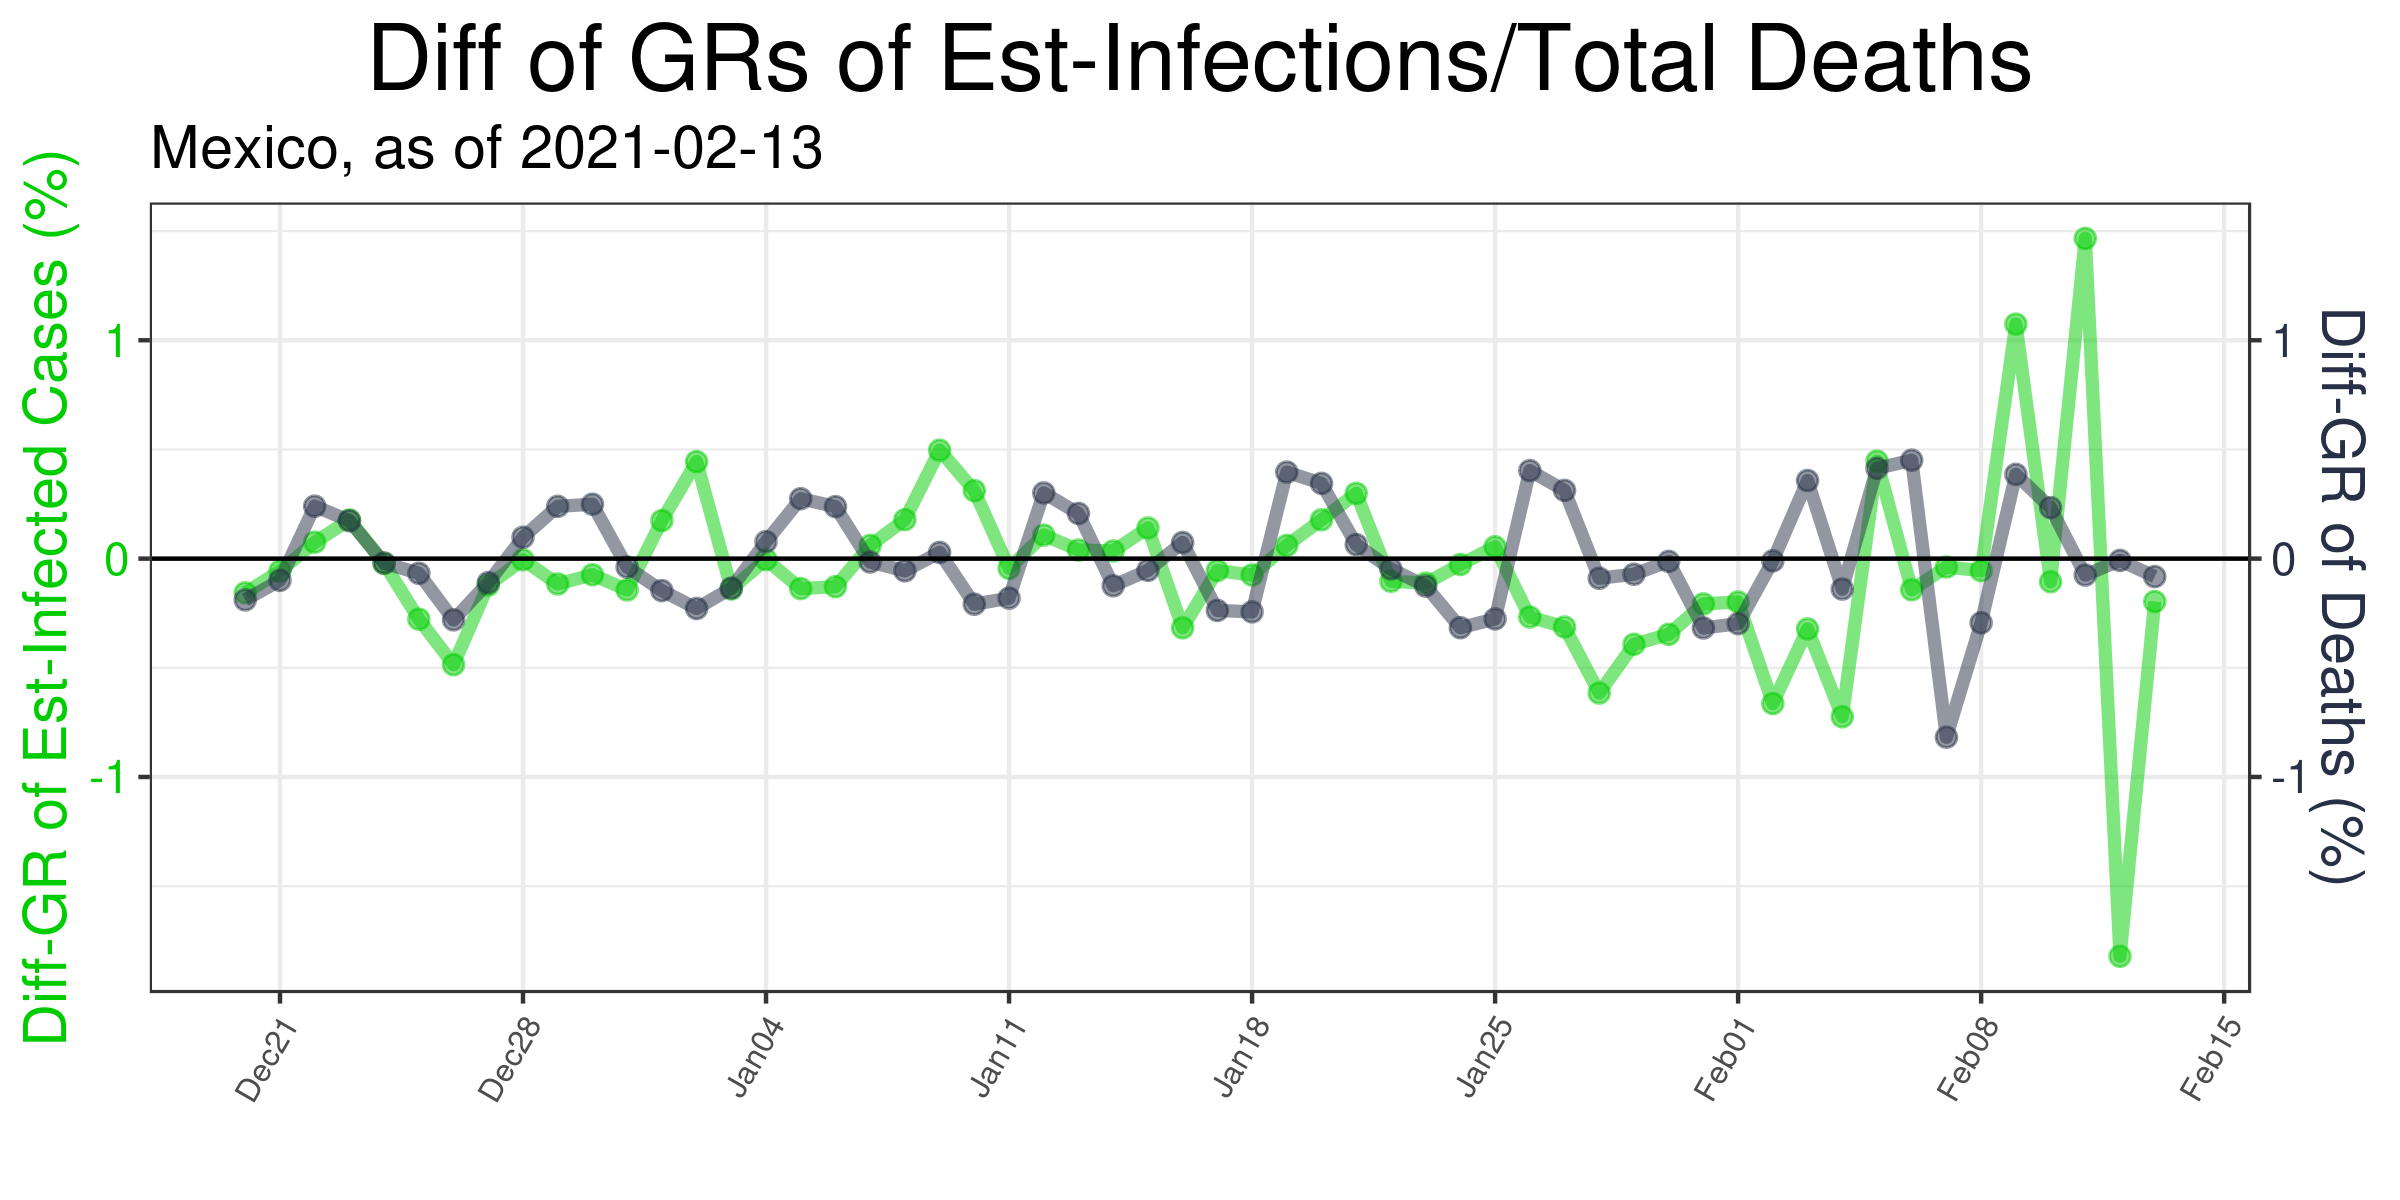 Diff of GRs of Est-Infections/Total Deaths
Mexico, as of 2021-02-13
Diff-GR of Est-Infected Cases (%)
1
0
-1
1
0
-1
Diff-GR of Deaths (%)
Dec21
Dec28
Jan04
Jan11
Jan18
Jan25
Feb01
Feb08
Feb15